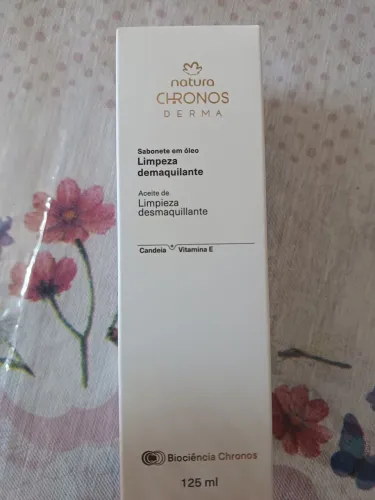 natura
CHRONOS
DERMA
Sabonete em óleo
Limpeza
demaquilante
Aceite de
Limpieza
desmaquillante
Candeia Vitamina E
Biociência Chronos
125 ml